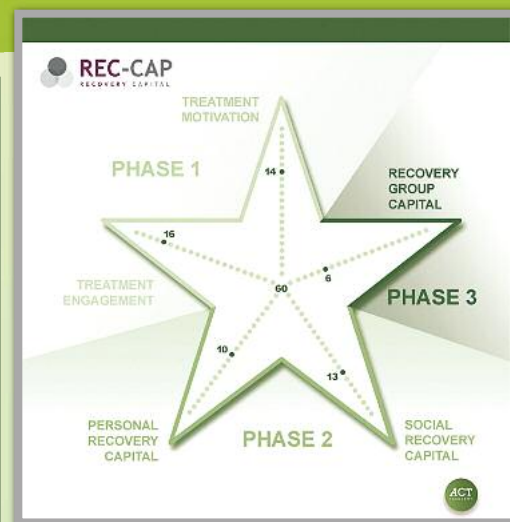 REC-CAP
RECOVERY CAPITAL
TREATMENT
MOTIVATION
PHASE 1
14
RECOVERY
GROUP
CAPITAL
16
6
TREATMENT
ENGAGEMENT
60
PHASE 3
10
13
PERSONAL
RECOVERY
CAPITAL
PHASE 2
SOCIAL
RECOVERY
CAPITAL
ACT